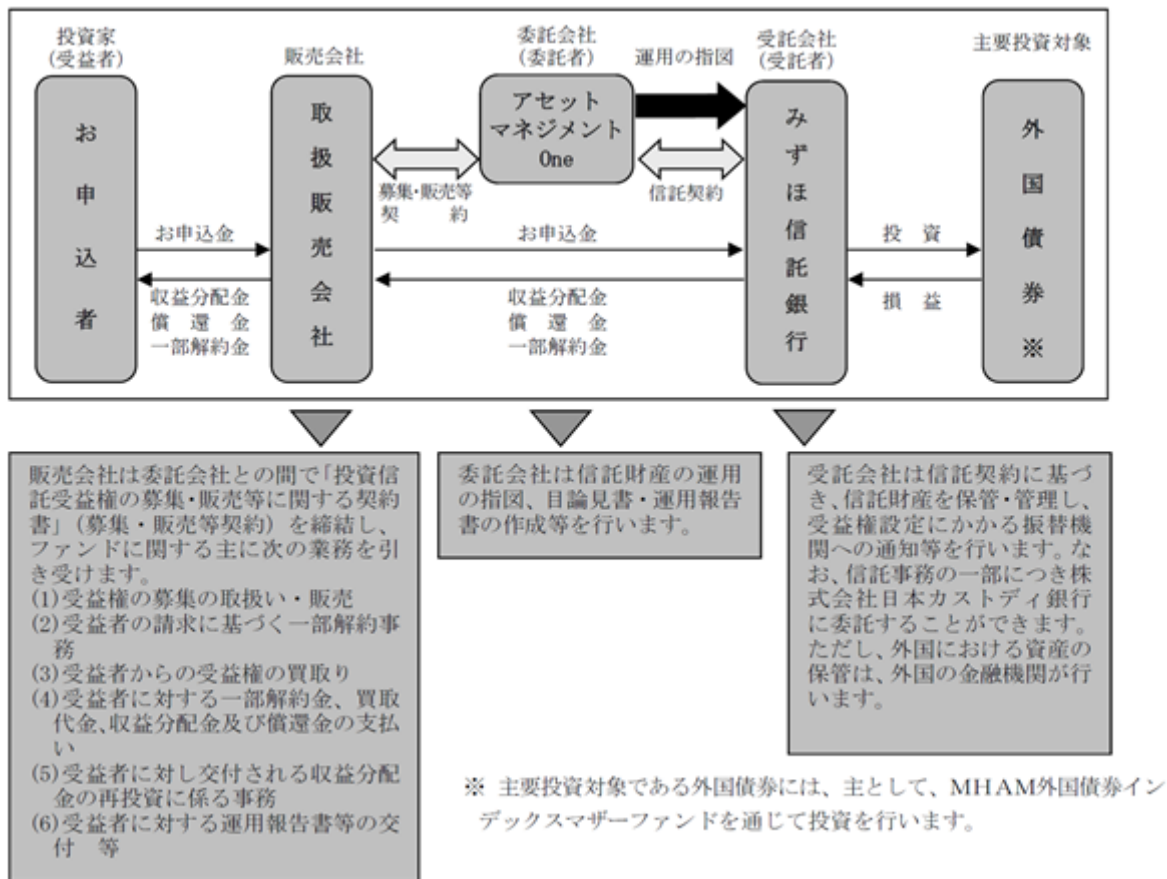 投資家
(受益者)
販売会社
委託会社
(委託者)
運用の指図
受託会社
(受託者)
主要投資対象
お申込者
取扱販売会社
アセット
マネジメント
One
みずほ信託銀行
外国債券※
募集・販売等
契 約
信託契約
お申込金
収益分配金
償 還 金
一部解約金
お申込金
収益分配金
償 還 金
一部解約金
投 資
損 益
販売会社は委託会社との間で「投資信
託受益権の募集・販売等に関する契約
書」(募集・販売等契約)を締結し、
ファンドに関する主に次の業務を引
き受けます。
(1)受益権の募集の取扱い・販売
(2)受益者の請求に基づく一部解約事
務
(3)受益者からの受益権の買取り
(4)受益者に対する一部解約金、買取
代金、収益分配金及び償還金の支払
い
(5)受益者に対し交付される収益分配
金の再投資に係る事務
(6)受益者に対する運用報告書等の交
付 等
委託会社は信託財産の運用
の指図、目論見書・運用報告
書の作成等を行います。
受託会社は信託契約に基づ
き、信託財産を保管・管理し、
受益権設定にかかる振替機
関への通知等を行います。な
お、信託事務の一部につき株
式会社日本カストディ銀行
に委託することができます。
ただし、外国における資産の
保管は、外国の金融機関が行
います。
※ 主要投資対象である外国債券には、主として、MHAM外国債券イン
デックスマザーファンドを通じて投資を行います。